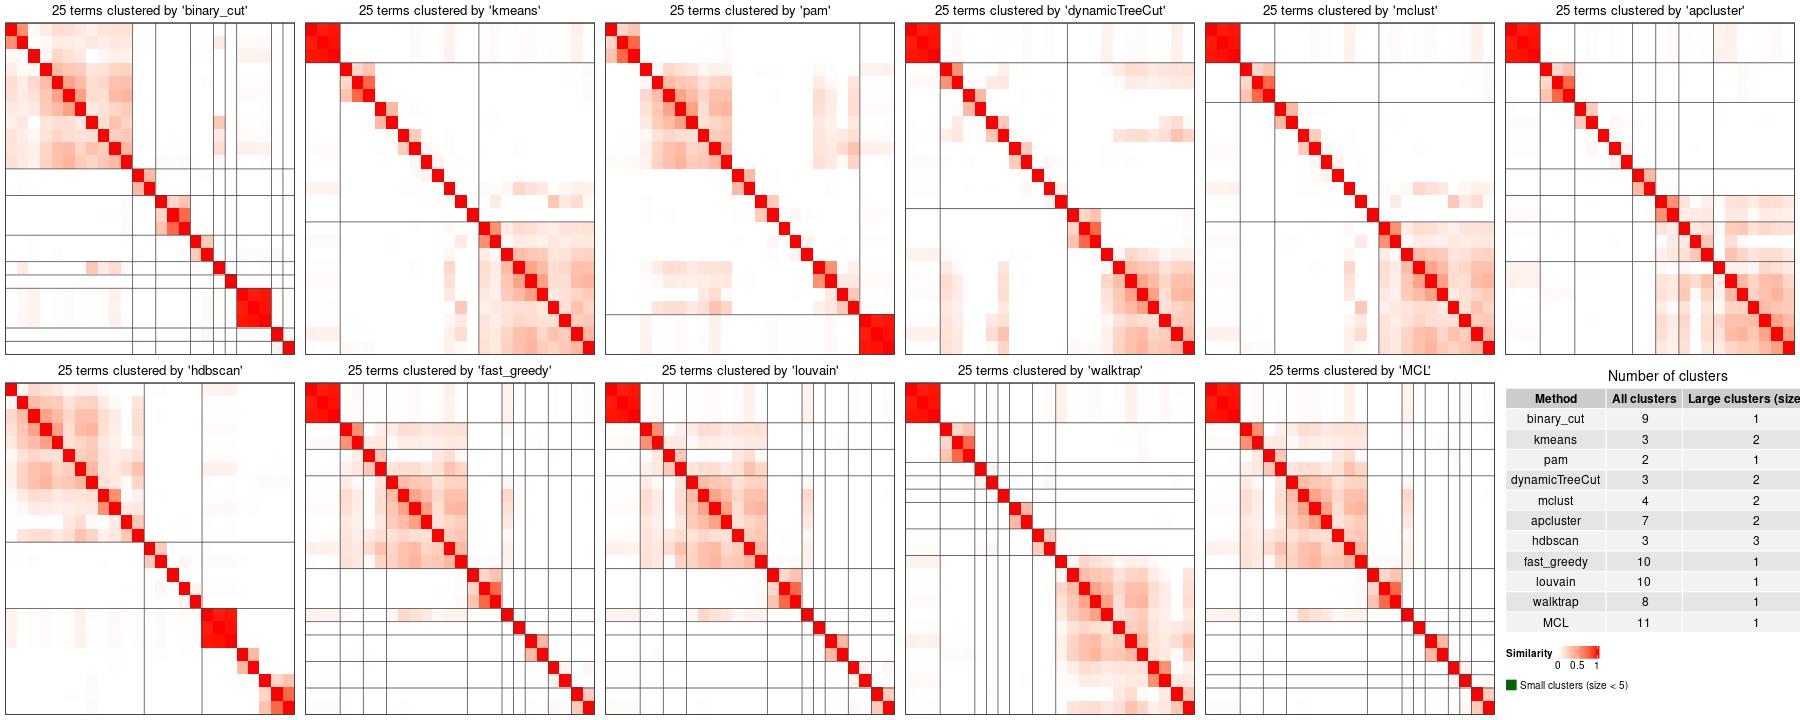 25 terms clustered by 'binary_cut'
25 terms clustered by 'kmeans'
25 terms clustered by 'pam'
25 terms clustered by 'dynamicTreeCut'
25 terms clustered by 'mclust'
25 terms clustered by 'apcluster'
25 terms clustered by 'hdbscan'
25 terms clustered by 'fast_greedy'
25 terms clustered by 'louvain'
25 terms clustered by 'walktrap'
25 terms clustered by 'MCL'
Number of clusters
Method All clusters Large clusters (size
binary_cut 9 1
kmeans 3 2
pam 2 1
dynamicTreeCut 3 2
mclust 4 2
apcluster 7 2
hdbscan 3 3
fast_greedy 10 1
louvain 10 1
walktrap 8 1
MCL 11 1
Similarity
0 0.5 1
Small clusters (size < 5)